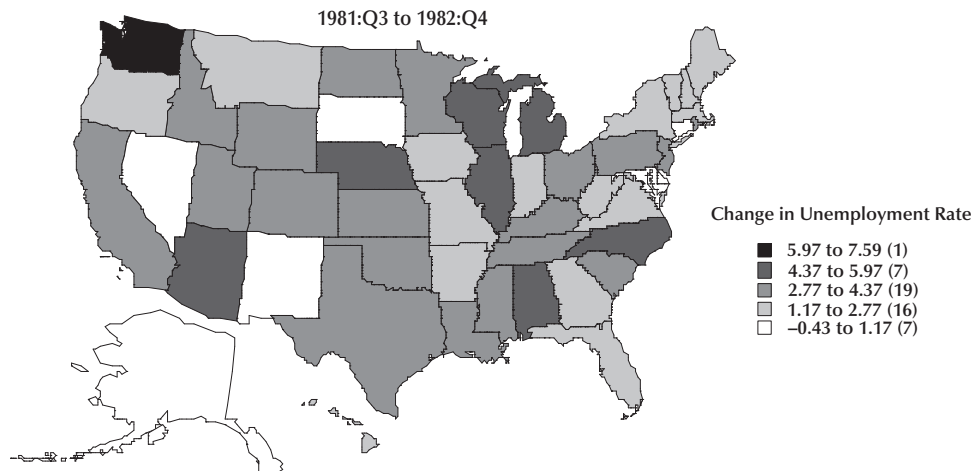 1981:Q3 to 1982:Q4
Change in Unemployment Rate
5.97 to 7.59 (1)
4.37 to 5.97 (7)
2.77 to 4.37 (19)
1.17 to 2.77 (16)
–0.43 to 1.17 (7)